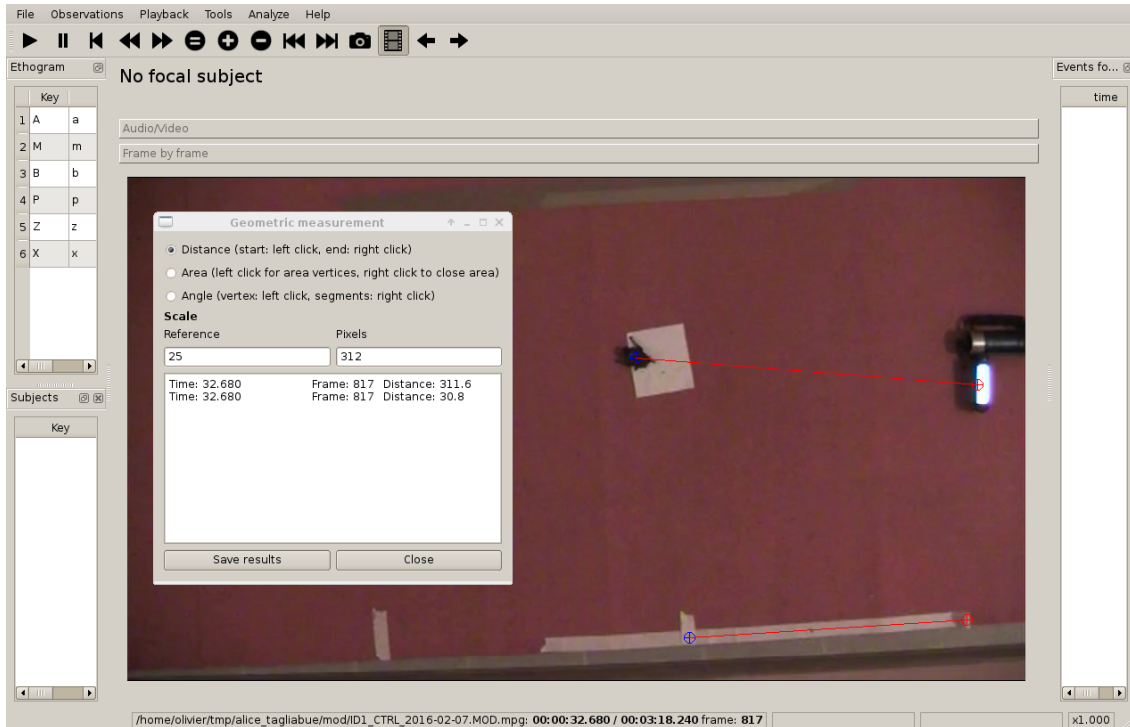 File Observations Playback Tools Analyze Help
Ethogram
No focal subject
Events fo...
Key
time
1 A a
2 M m
3 B b
4 P p
5 Z z
6 X x
Audio/Video
Frame by frame
Geometric measurement
Distance (start: left click, end: right click)
Area (left click for area vertices, right click to close area)
Angle (vertex: left click, segments: right click)
Scale
Reference Pixels
25 312
Time: 32.680 Frame: 817 Distance: 311.6
Time: 32.680 Frame: 817 Distance: 30.8
Save results Close
Subjects
Key
/home/olivier/tmp/alice_tagliabue/mod/ID1_CTRL_2016-02-07.MOD.mpg: 00:00:32.680 / 00:03:18.240 frame: 817
x1.000